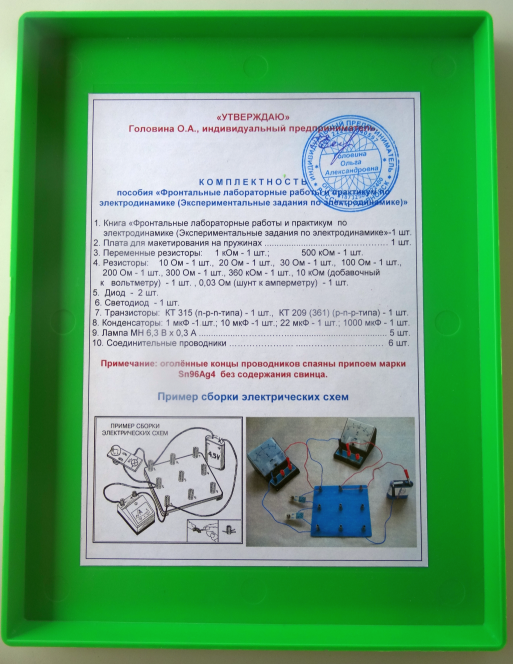 «УТВЕРЖДАЮ»
Головина О.А., индивидуальный предприниматель
ИНДИВИДУАЛЬНЫЙ ПРЕДПРИНИМАТЕЛЬ
Головина
Ольга
Александровна
КОМПЛЕКТНОСТЬ
пособия «Фронтальные лабораторные работы и практикум по
электродинамике (Экспериментальные задания по электродинамике)»
1. Книга «Фронтальные лабораторные работы и практикум по
электродинамике (Экспериментальные задания по электродинамике»-1 шт.
2. Плата для макетирования на пружинах ........................................ 1 шт.
3. Переменные резисторы: 1 кОм - 1 шт.; 500 кОм - 1 шт.
4. Резисторы: 10 Ом - 1 шт., 20 Ом - 1 шт., 30 Ом - 1 шт., 100 Ом - 1 шт.,
200 Ом - 1 шт., 300 Ом - 1 шт., 360 кОм - 1 шт., 10 кОм (добавочный
к вольтметру) - 1 шт. , 0,03 Ом (шунт к амперметру) - 1 шт.
5. Диод - 2 шт.
6. Светодиод - 1 шт.
7. Транзисторы: КТ 315 (n-p-n-типа) - 1 шт., КТ 209 (361) (p-n-p-типа) - 1 шт.
8. Конденсаторы: 1 мкФ - 1 шт.; 10 мкФ -1 шт.; 22 мкФ - 1 шт.; 1000 мкФ - 1 шт.
9. Лампа МН 6,3 В х 0,3 А ............................................................ 5 шт.
10. Соединительные проводники .................................................. 6 шт.
Примечание: оголённые концы проводников спаяны припоем марки
Sn96Ag4 без содержания свинца.
Пример сборки электрических схем
ПРИМЕР СБОРКИ
ЭЛЕКТРИЧЕСКИХ СХЕМ
4,5V
A